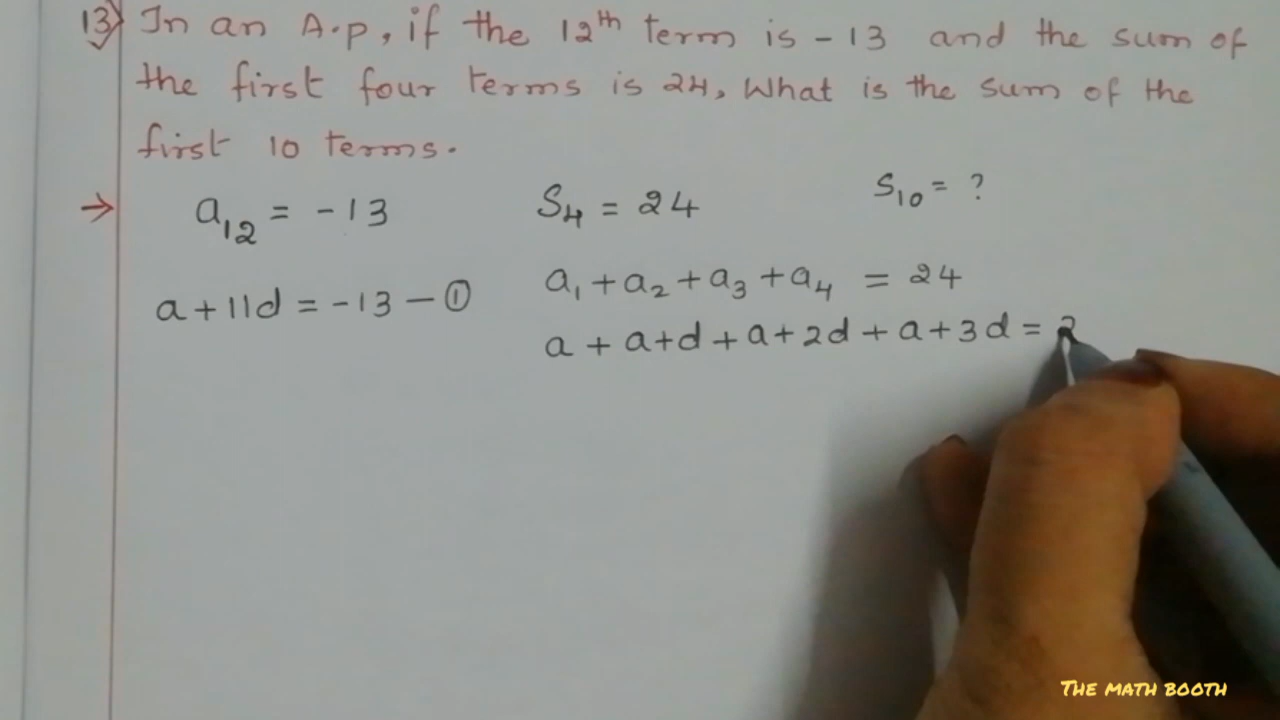 13) In an A.P, if the 12th term is -13 and the sum of
the first four terms is 24, What is the sum of the
first 10 terms.
→ a12 = -13 S4 = 24 S10 = ?
a+11d = -13 - ①
a1+a2+a3+a4 = 24
a + a+d + a+2d + a+3d = 2
THE MATH BOOTH